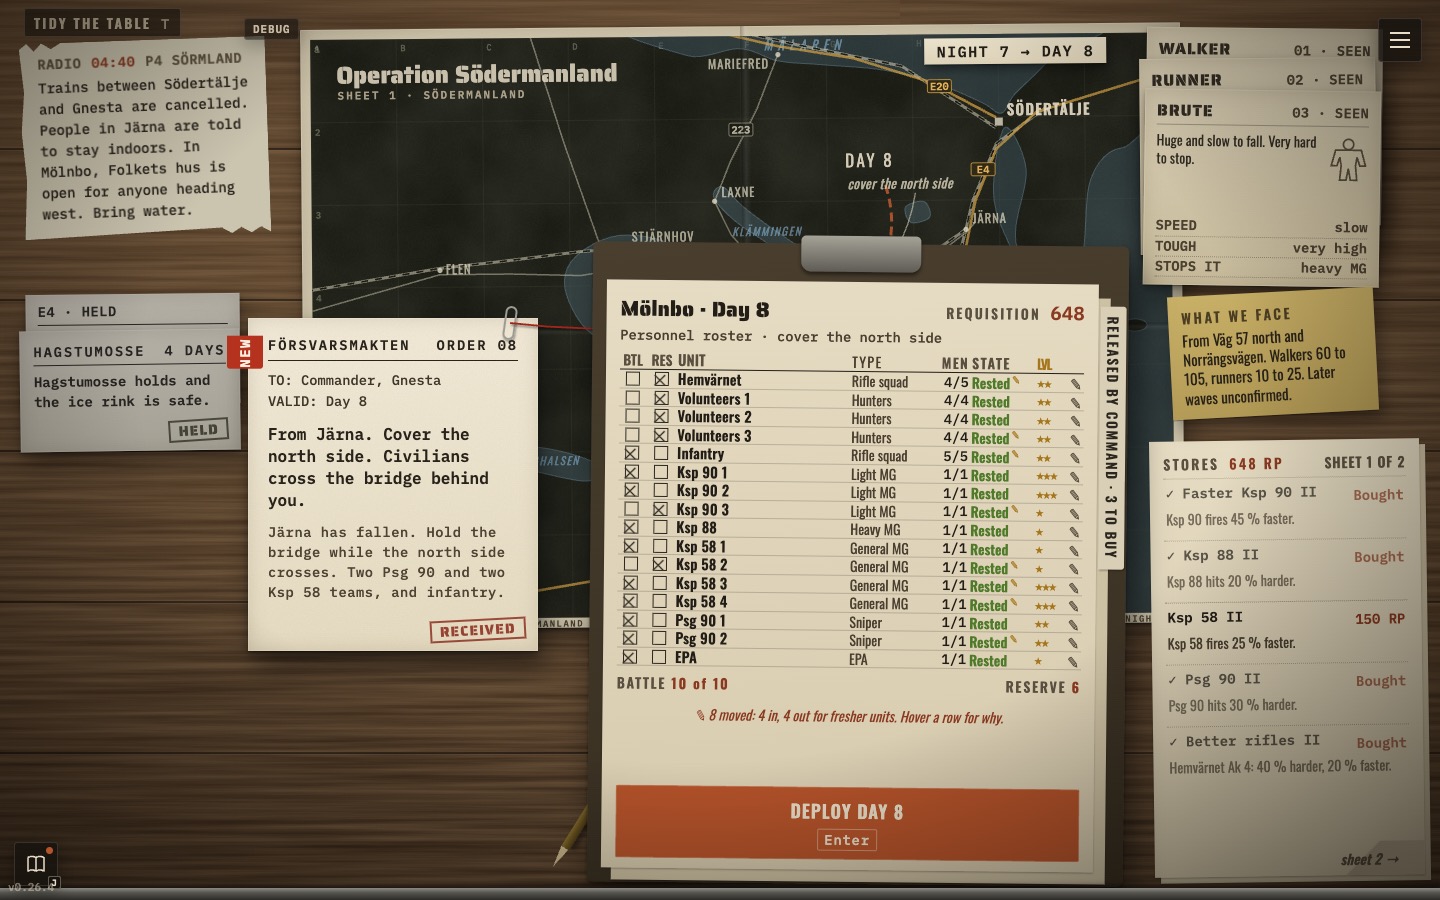 TIDY THE TABLE T
DEBUG
RADIO 04:40 P4 SÖRMLAND
Trains between Södertälje
and Gnesta are cancelled.
People in Järna are told
to stay indoors. In
Mölnbo, Folkets hus is
open for anyone heading
west. Bring water.
E4 · HELD
HAGSTUMOSSE 4 DAYS
Hagstumosse holds and
the ice rink is safe.
HELD
NEW
FÖRSVARSMAKTEN ORDER 08
TO: Commander, Gnesta
VALID: Day 8
From Järna. Cover the
north side. Civilians
cross the bridge behind
you.
Järna has fallen. Hold the
bridge while the north side
crosses. Two Psg 90 and two
Ksp 58 teams, and infantry.
RECEIVED
B C D E F H
2
3
4
Operation Södermanland
SHEET 1 · SÖDERMANLAND
MARIEFRED
MÄLAREN
NIGHT 7 → DAY 8
E20
SÖDERTÄLJE
223
DAY 8
cover the north side
E4
LAXNE
JÄRNA
STJÄRNHOV
KLÄMMINGEN
FLEN
HALSEN
MANLAND
NIGH
Mölnbo · Day 8
REQUISITION 648
Personnel roster · cover the north side
BTL RES UNIT TYPE MEN STATE LVL
Hemvärnet Rifle squad 4/5 Rested ★★
Volunteers 1 Hunters 4/4 Rested ★★
Volunteers 2 Hunters 4/4 Rested ★★
Volunteers 3 Hunters 4/4 Rested ★★
Infantry Rifle squad 5/5 Rested ★★
Ksp 90 1 Light MG 1/1 Rested ★★★
Ksp 90 2 Light MG 1/1 Rested ★★★
Ksp 90 3 Light MG 1/1 Rested ★
Ksp 88 Heavy MG 1/1 Rested ★
Ksp 58 1 General MG 1/1 Rested ★
Ksp 58 2 General MG 1/1 Rested ★
Ksp 58 3 General MG 1/1 Rested ★★★
Ksp 58 4 General MG 1/1 Rested ★★★
Psg 90 1 Sniper 1/1 Rested ★★
Psg 90 2 Sniper 1/1 Rested ★★
EPA EPA 1/1 Rested ★
BATTLE 10 of 10 RESERVE 6
✎ 8 moved: 4 in, 4 out for fresher units. Hover a row for why.
DEPLOY DAY 8
Enter
RELEASED BY COMMAND · 3 TO BUY
WALKER 01 · SEEN
RUNNER 02 · SEEN
BRUTE 03 · SEEN
Huge and slow to fall. Very hard
to stop.
SPEED slow
TOUGH very high
STOPS IT heavy MG
WHAT WE FACE
From Väg 57 north and
Norrängsvägen. Walkers 60 to
105, runners 10 to 25. Later
waves unconfirmed.
STORES 648 RP SHEET 1 OF 2
✓ Faster Ksp 90 II Bought
Ksp 90 fires 45 % faster.
✓ Ksp 88 II Bought
Ksp 88 hits 20 % harder.
Ksp 58 II 150 RP
Ksp 58 fires 25 % faster.
✓ Psg 90 II Bought
Psg 90 hits 30 % harder.
✓ Better rifles II Bought
Hemvärnet Ak 4: 40 % harder, 20 % faster.
sheet 2 →
J